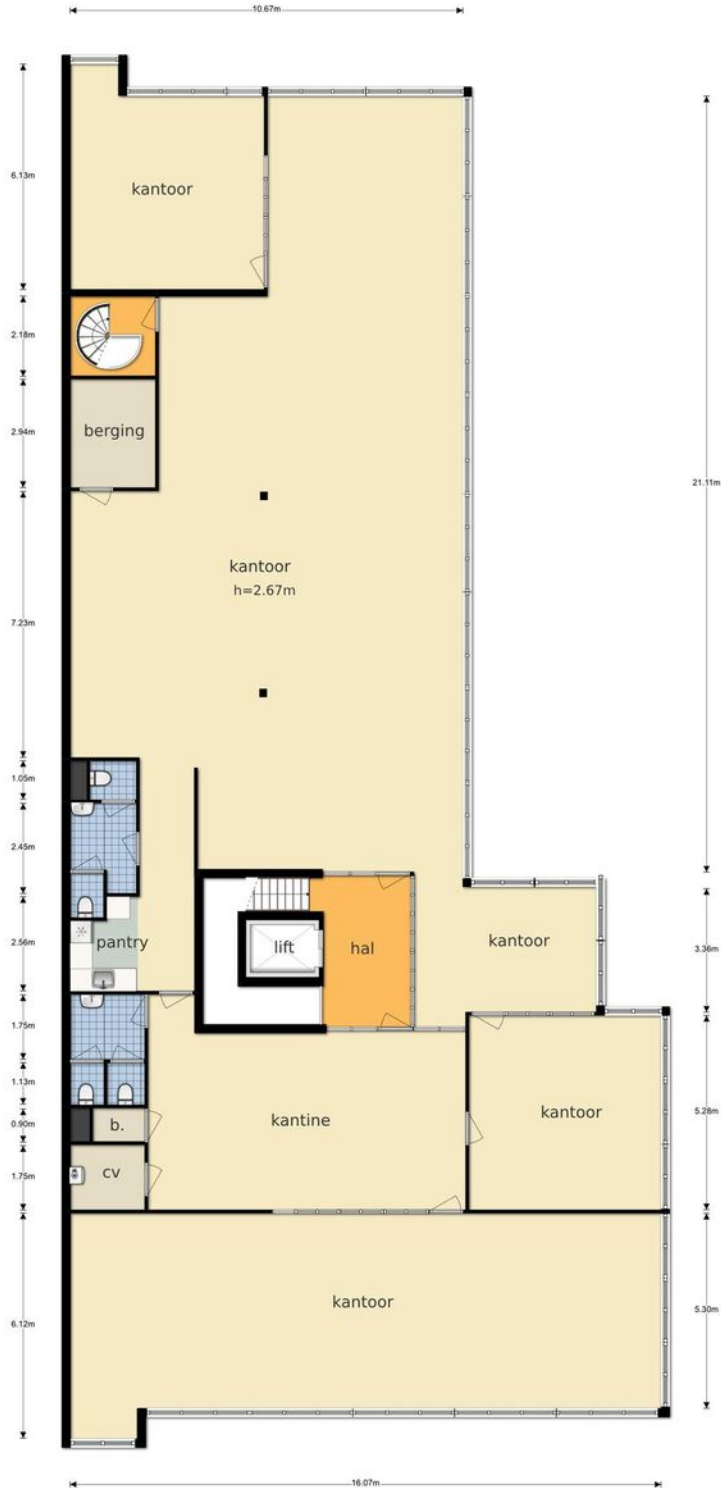 10.67m
6.13m
kantoor
2.18m
2.94m
berging
21.11m
kantoor
h=2.67m
7.23m
1.05m
2.45m
2.56m
pantry
lift
hal
kantoor
3.36m
1.75m
1.13m
0.90m
b.
kantine
kantoor
5.28m
1.75m
cv
kantoor
6.12m
5.30m
16.07m